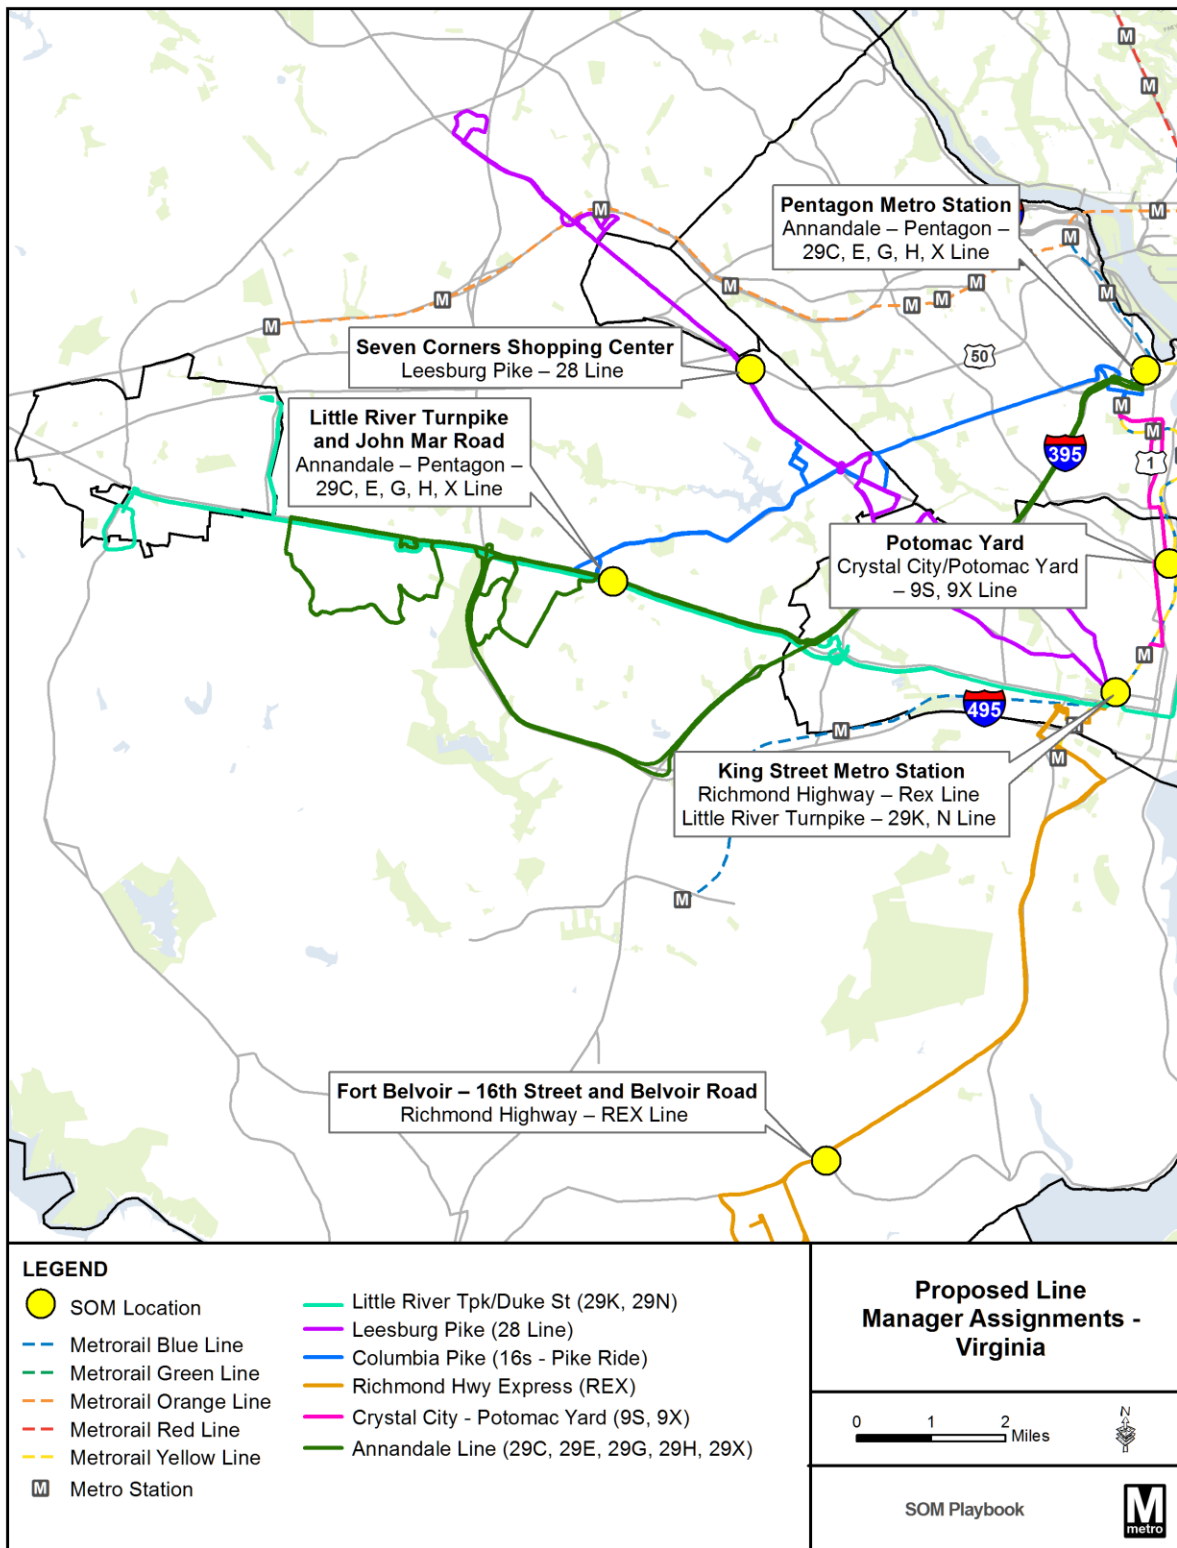 M
M
Pentagon Metro Station
Annandale – Pentagon –
29C, E, G, H, X Line
M
M
M
M
M
M
M
M
M
M
Seven Corners Shopping Center
Leesburg Pike – 28 Line
50
Little River Turnpike
and John Mar Road
Annandale – Pentagon –
29C, E, G, H, X Line
M
M
395
1
Potomac Yard
Crystal City/Potomac Yard
– 9S, 9X Line
M
495
M
M
M
King Street Metro Station
Richmond Highway – Rex Line
Little River Turnpike – 29K, N Line
M
Fort Belvoir – 16th Street and Belvoir Road
Richmond Highway – REX Line
LEGEND
SOM Location
Metrorail Blue Line
Metrorail Green Line
Metrorail Orange Line
Metrorail Red Line
Metrorail Yellow Line
M Metro Station
Little River Tpk/Duke St (29K, 29N)
Leesburg Pike (28 Line)
Columbia Pike (16s - Pike Ride)
Richmond Hwy Express (REX)
Crystal City - Potomac Yard (9S, 9X)
Annandale Line (29C, 29E, 29G, 29H, 29X)
Proposed Line
Manager Assignments -
Virginia
0 1 2
Miles
N
SOM Playbook
M
metro